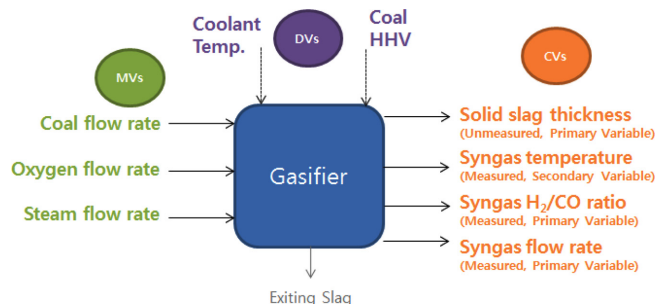 Coolant
Temp.
DVs
Coal
HHV
MVs
CVs
Coal flow rate
Oxygen flow rate
Steam flow rate
Gasifier
Solid slag thickness
(Unmeasured, Primary Variable)
Syngas temperature
(Measured, Secondary Variable)
Syngas H₂/CO ratio
(Measured, Primary Variable)
Syngas flow rate
(Measured, Primary Variable)
Exiting Slag